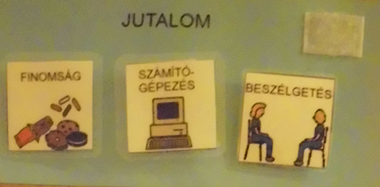 JUTALOM
FINOMSÁG
SZÁMÍTÓ-
GÉPEZÉS
BESZÉLGETÉS